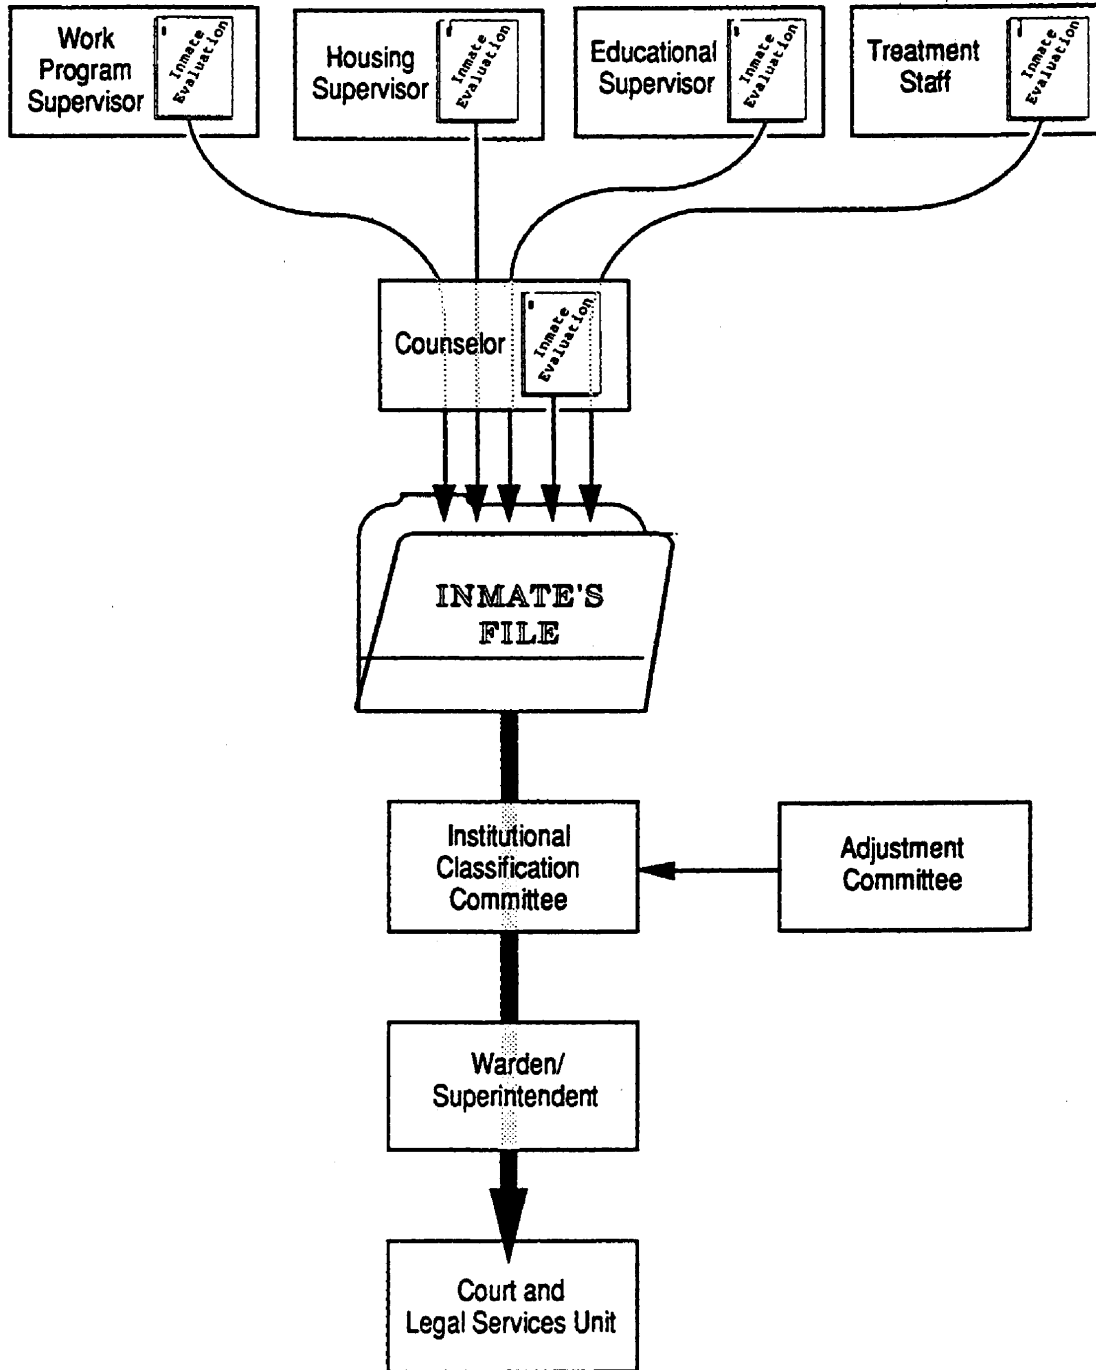 Work
Program
Supervisor
Inmate
Evaluation
Housing
Supervisor
Inmate
Evaluation
Educational
Supervisor
Inmate
Evaluation
Treatment
Staff
Inmate
Evaluation
Counselor
Inmate
Evaluation
INMATE'S
FILE
Institutional
Classification
Committee
Adjustment
Committee
Warden/
Superintendent
Court and
Legal Services Unit